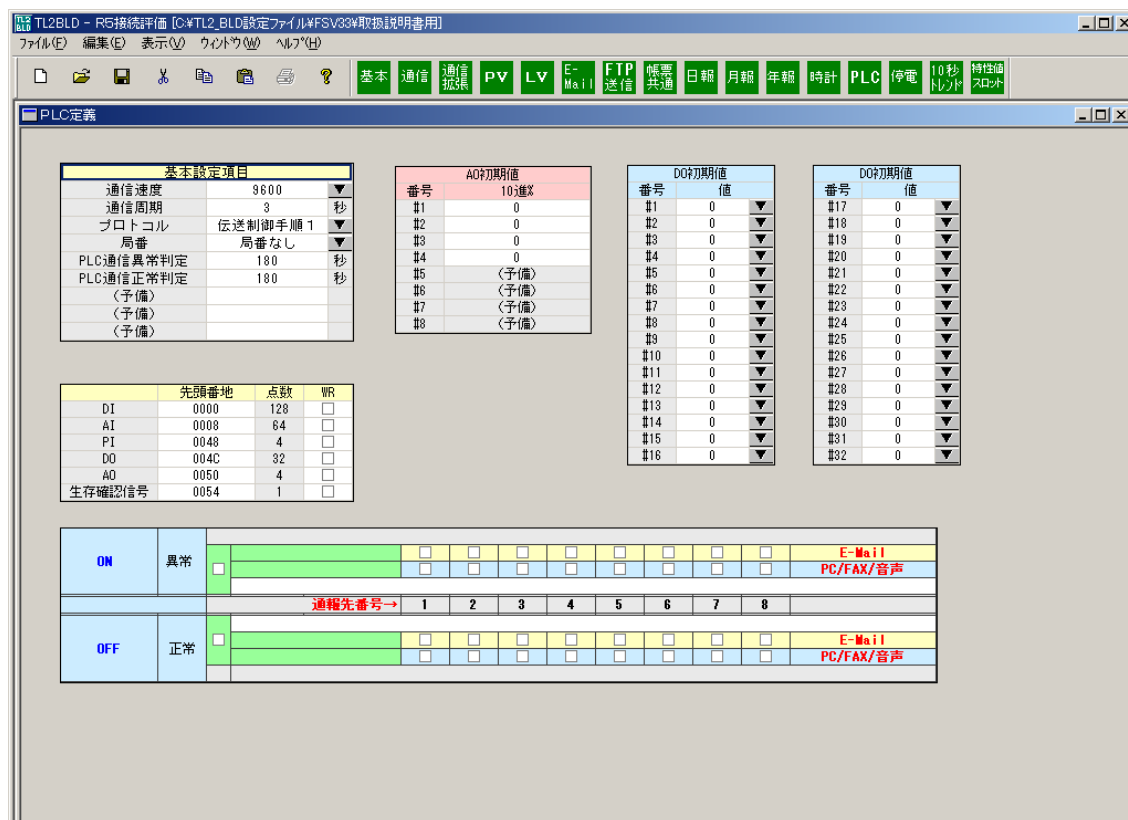 TL2BLD - R5接続評価 [C:¥TL2_BLD設定ファイル¥FSV33¥取扱説明書用]
ファイル(F) 編集(E) 表示(V) ウィンドウ(W) ヘルプ(H)
基本 通信 通信拡張 PV LV E-Mail FTP送信 帳票共通 日報 月報 年報 時計 PLC 停電 10秒トレンド 特性値スロット
PLC定義
基本設定項目
通信速度 9600
通信周期 3 秒
プロトコル 伝送制御手順1
局番 局番なし
PLC通信異常判定 180 秒
PLC通信正常判定 180 秒
(予備)
(予備)
(予備)
AO初期値
番号 10進%
#1 0
#2 0
#3 0
#4 0
#5 (予備)
#6 (予備)
#7 (予備)
#8 (予備)
DO初期値
番号 値
#1 0
#2 0
#3 0
#4 0
#5 0
#6 0
#7 0
#8 0
#9 0
#10 0
#11 0
#12 0
#13 0
#14 0
#15 0
#16 0
DO初期値
番号 値
#17 0
#18 0
#19 0
#20 0
#21 0
#22 0
#23 0
#24 0
#25 0
#26 0
#27 0
#28 0
#29 0
#30 0
#31 0
#32 0
先頭番地 点数 WR
DI 0000 128
AI 0008 64
PI 0048 4
DO 004C 32
AO 0050 4
生存確認信号 0054 1
ON 異常
E-Mail
PC/FAX/音声
通報先番号→ 1 2 3 4 5 6 7 8
OFF 正常
E-Mail
PC/FAX/音声